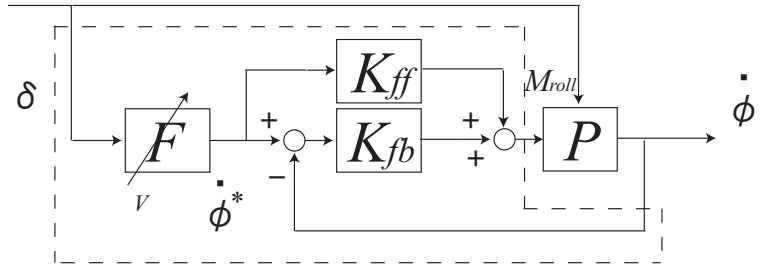 K_ff
δ
M_roll
ϕ̇
+
F
K_fb
+
P
−
+
V
ϕ̇*